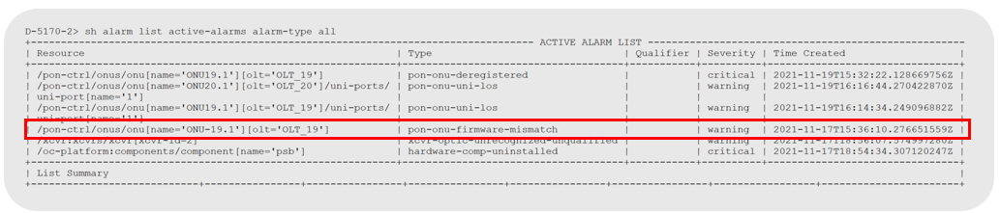 D-5170-2> sh alarm list active-alarms alarm-type all
+---------------------------------------------- ACTIVE ALARM LIST ----------------------------------------------+
| Resource | Type | Qualifier | Severity | Time Created |
| /pon-ctrl/onus/onu[name='ONU19.1'][olt='OLT_19'] | pon-onu-deregistered | | critical | 2021-11-19T15:32:22.128669756Z |
| /pon-ctrl/onus/onu[name='ONU20.1'][olt='OLT_20']/uni-ports/ | pon-onu-uni-los | | warning | 2021-11-19T16:16:44.270422870Z |
| uni-port[name='1'] | | | | |
| /pon-ctrl/onus/onu[name='ONU19.1'][olt='OLT_19']/uni-ports/ | pon-onu-uni-los | | warning | 2021-11-19T16:14:34.249096882Z |
| uni-port[name='1'] | | | | |
| /pon-ctrl/onus/onu[name='ONU-19.1'][olt='OLT_19'] | pon-onu-firmware-mismatch | | warning | 2021-11-17T15:36:10.276651559Z |
| /xcvr:xcvrs/xcvr[xcvr-id=2] | xcvr-optic-unrecognized-unqualified | | warning | 2021-11-17T18:56:07.574997280Z |
| /oc-platform:components/component[name='psb'] | hardware-comp-uninstalled | | critical | 2021-11-17T18:54:34.307120247Z |
| List Summary |